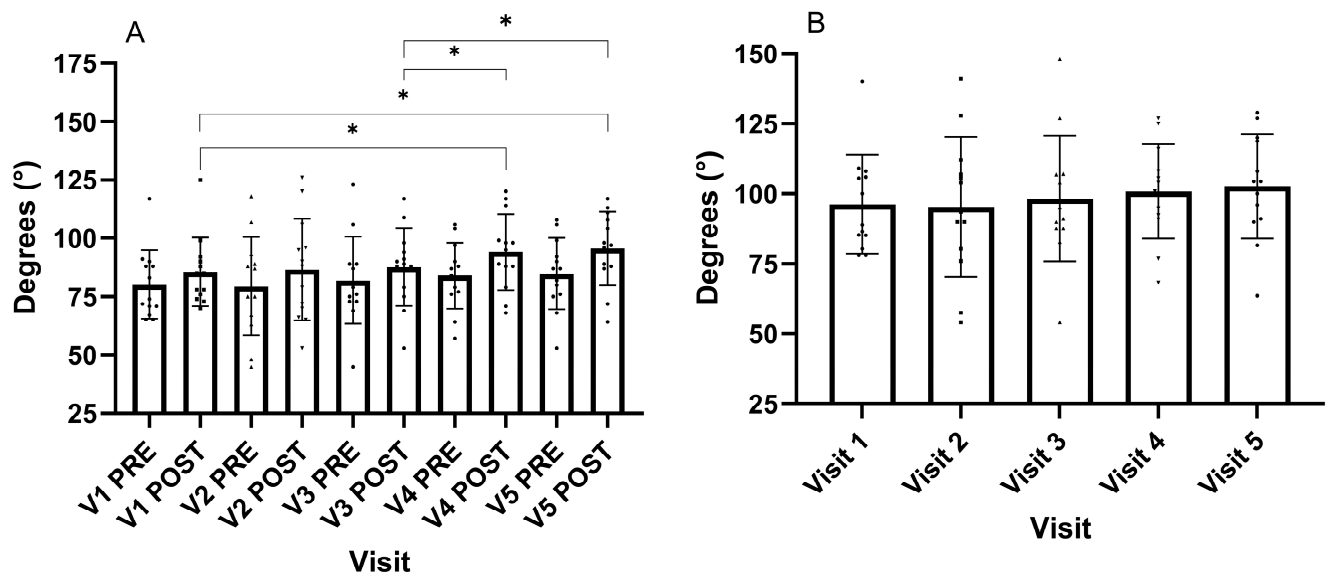 A
*
*
*
*
175
150
125
100
75
50
25
Degrees (°)
V1 PRE
V1 POST
V2 PRE
V2 POST
V3 PRE
V3 POST
V4 PRE
V4 POST
V5 PRE
V5 POST
Visit
B
150
125
100
75
50
25
Degrees (°)
Visit 1
Visit 2
Visit 3
Visit 4
Visit 5
Visit